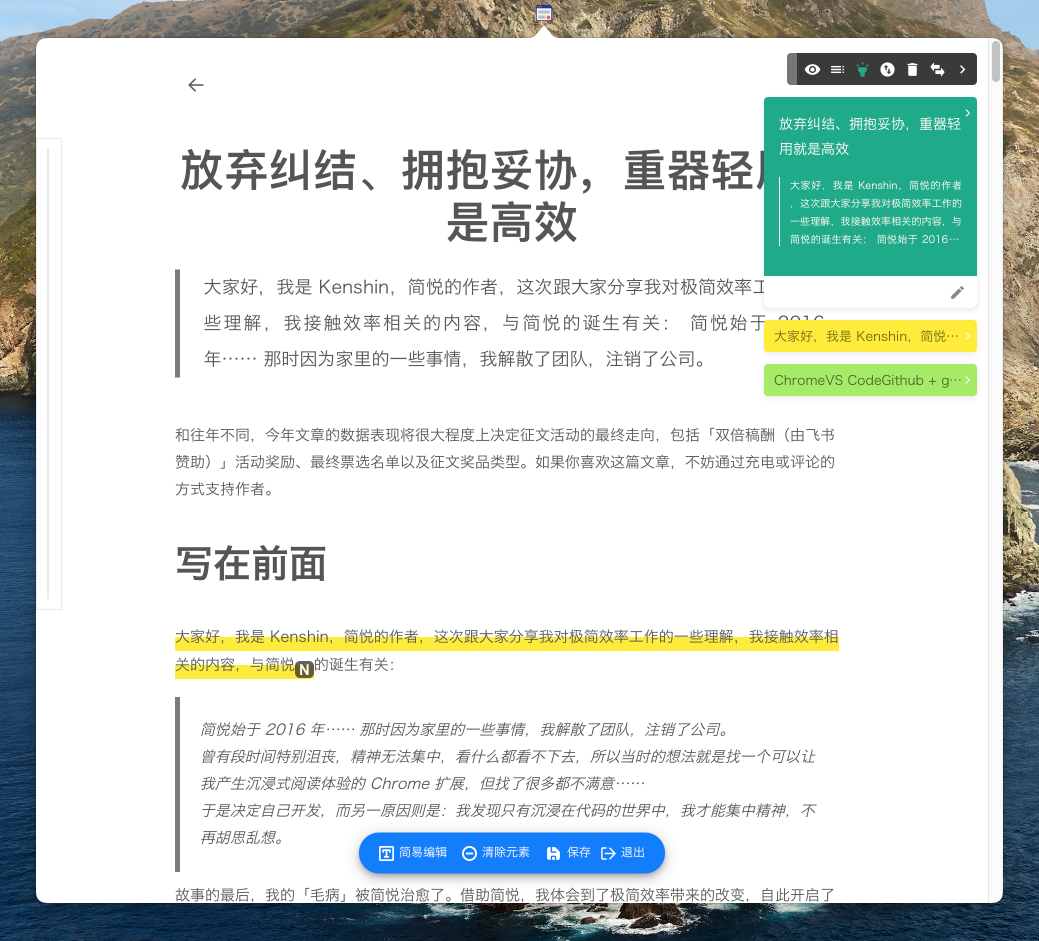 放弃纠结、拥抱妥协，重器轻
是高效
大家好，我是 Kenshin，简悦的作者，这次跟大家分享我对极简效率工
些理解，我接触效率相关的内容，与简悦的诞生有关： 简悦始于 2016
年…… 那时因为家里的一些事情，我解散了团队，注销了公司。
放弃纠结、拥抱妥协，重器轻
用就是高效
大家好，我是 Kenshin，简悦的作者
，这次跟大家分享我对极简效率工作的
一些理解，我接触效率相关的内容，与
简悦的诞生有关： 简悦始于 2016…
大家好，我是 Kenshin，简悦…
ChromeVS CodeGithub + g…
和往年不同，今年文章的数据表现将很大程度上决定征文活动的最终走向，包括「双倍稿酬（由飞书
赞助）」活动奖励、最终票选名单以及征文奖品类型。如果你喜欢这篇文章，不妨通过充电或评论的
方式支持作者。
写在前面
大家好，我是 Kenshin，简悦的作者，这次跟大家分享我对极简效率工作的一些理解，我接触效率相
关的内容，与简悦N的诞生有关：
简悦始于 2016 年…… 那时因为家里的一些事情，我解散了团队，注销了公司。
曾有段时间特别沮丧，精神无法集中，看什么都看不下去，所以当时的想法就是找一个可以让
我产生沉浸式阅读体验的 Chrome 扩展，但找了很多都不满意……
于是决定自己开发，而另一原因则是：我发现只有沉浸在代码的世界中，我才能集中精神，不
再胡思乱想。
简易编辑 清除元素 保存 退出
故事的最后，我的「毛病」被简悦治愈了。借助简悦，我体会到了极简效率带来的改变，自此开启了